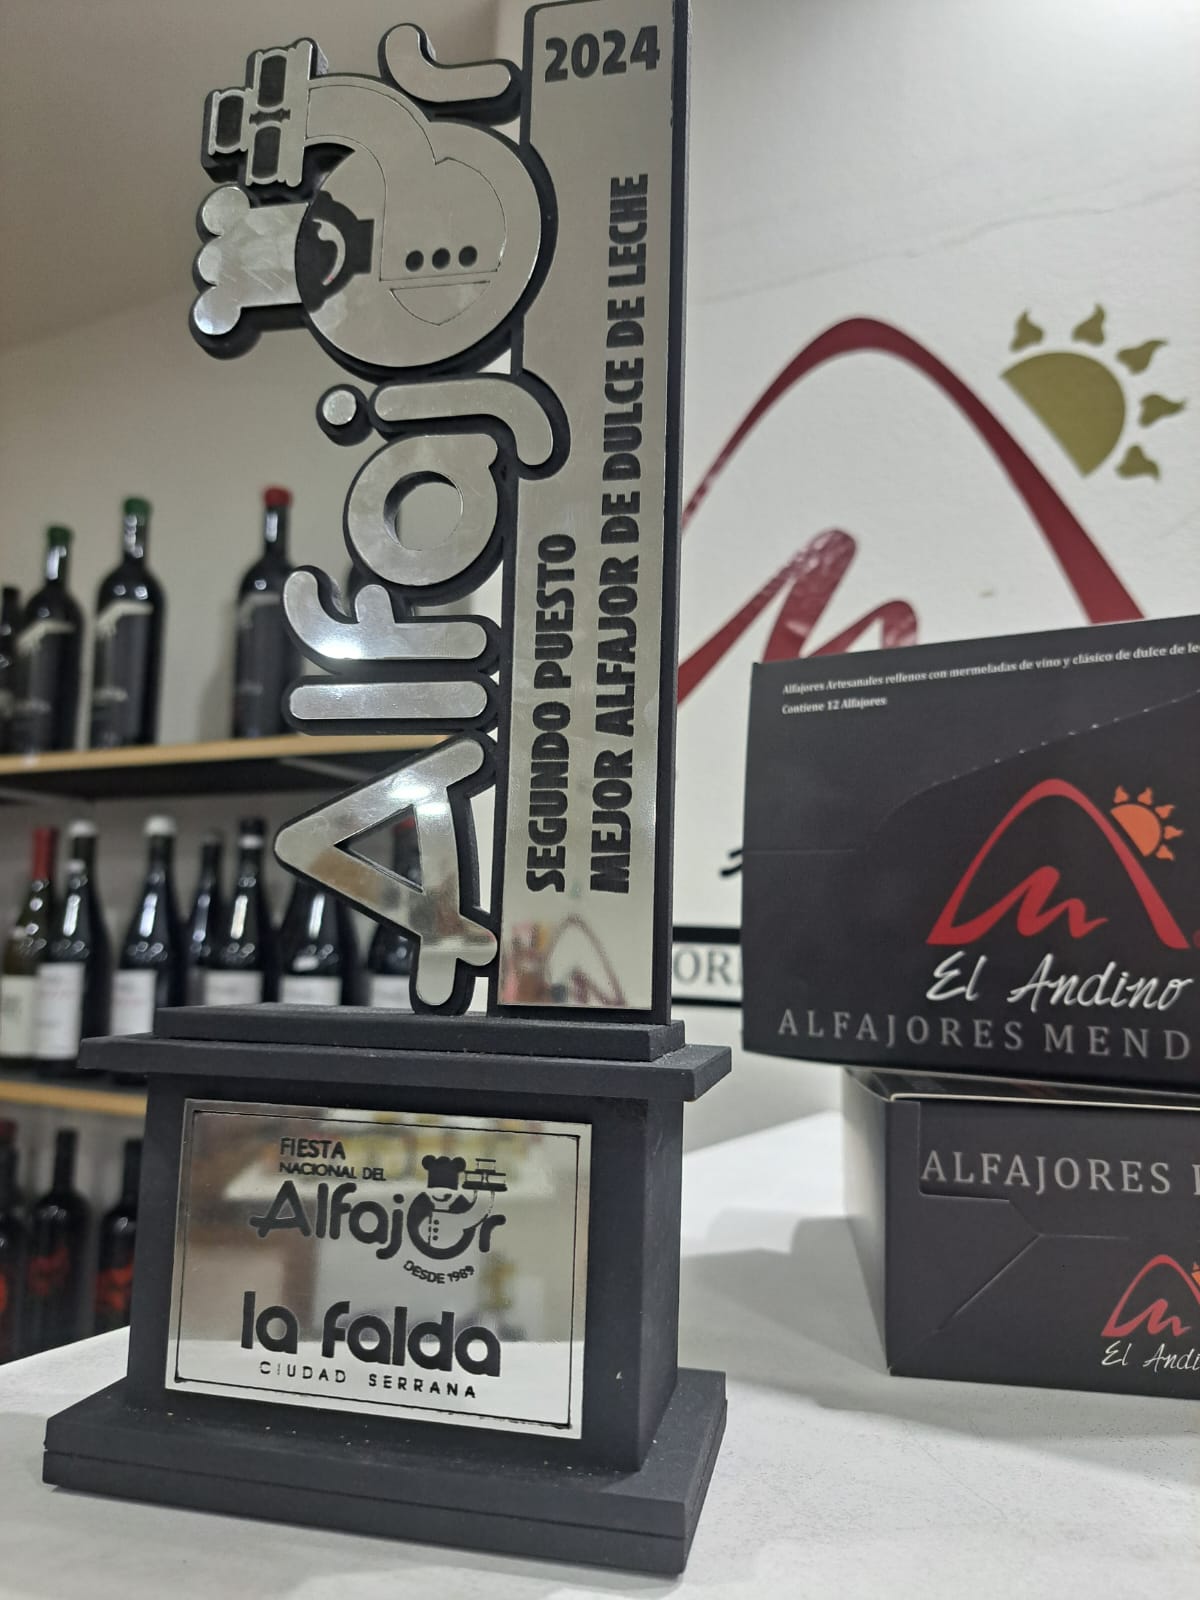 2024
SEGUNDO PUESTO
MEJOR ALFAJOR DE DULCE DE LECHE
Alfajor
FIESTA
NACIONAL DEL
Alfajor
DESDE 1989
la falda
CIUDAD SERRANA
Alfajores Artesanales rellenos con mermeladas de vino y clásico de dulce de le
Contiene 12 Alfajores
El Andino
ALFAJORES MEND
ALFAJORES
El Andi
OR